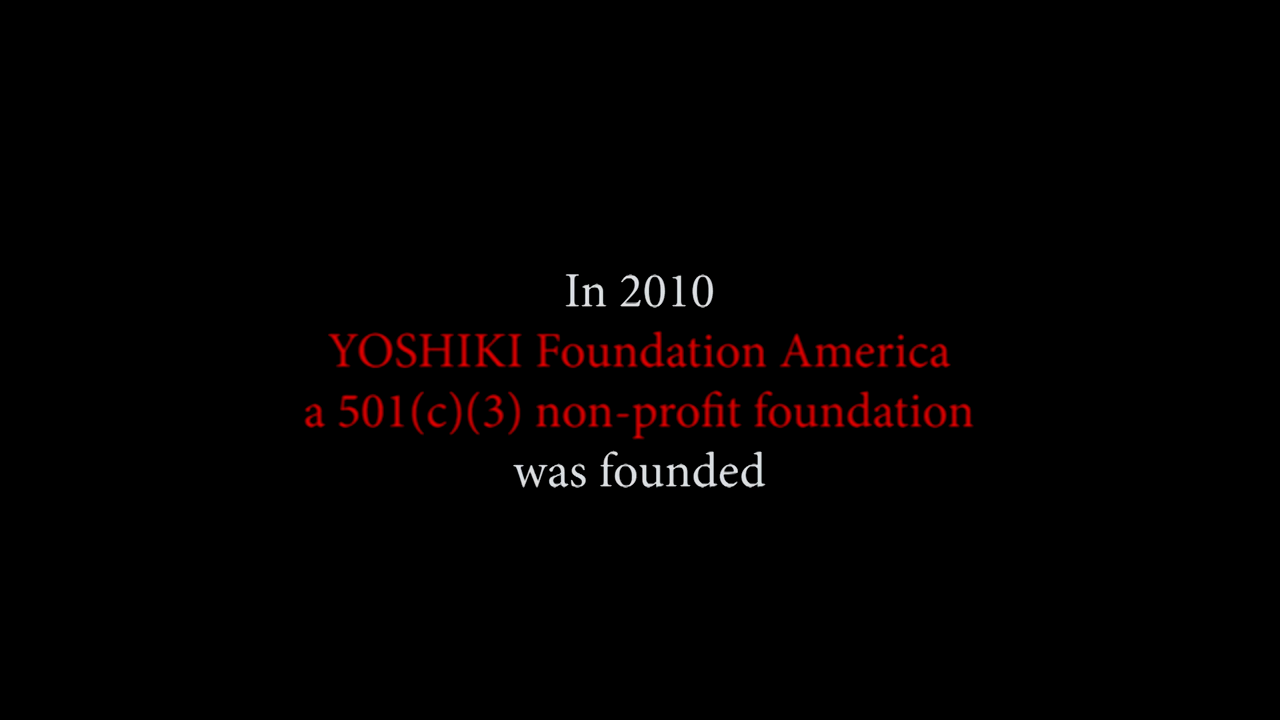 In 2010
YOSHIKI Foundation America
a 501(c)(3) non-profit foundation
was founded